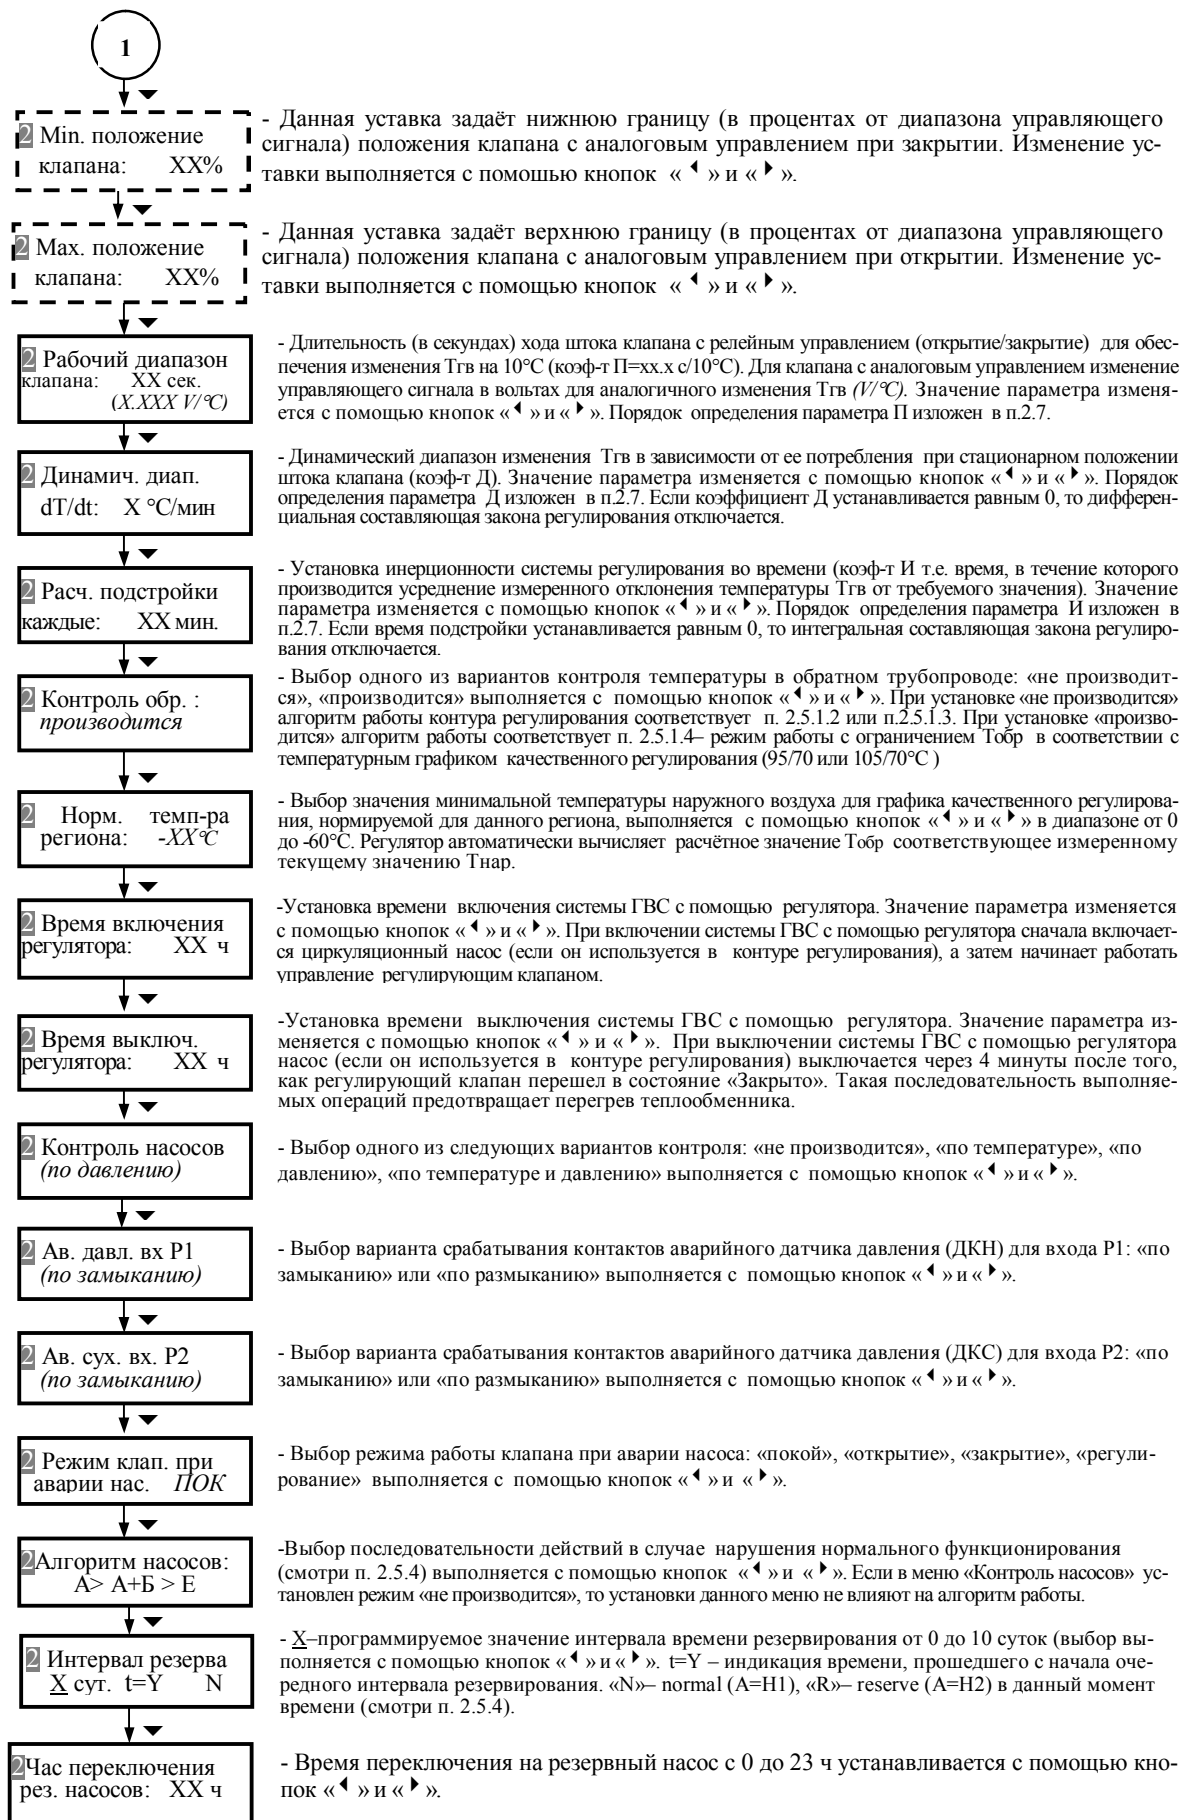 1
2 Min. положение
клапана: XX%
- Данная уставка задаёт нижнюю границу (в процентах от диапазона управляющего
сигнала) положения клапана с аналоговым управлением при закрытии. Изменение ус-
тавки выполняется с помошью кнопок « ◂ » и « ▸ ».
2 Max. положение
клапана: XX%
- Данная уставка задаёт верхнюю границу (в процентах от диапазона управляющего
сигнала) положения клапана с аналоговым управлением при открытии. Изменение ус-
тавки выполняется с помощью кнопок « ◂ » и « ▸ ».
2 Рабочий диапазон
клапана: XX сек.
(X.XXX V/°C)
- Длительность (в секундах) хода штока клапана с релейным управлением (открытие/закрытие) для обес-
печения изменения Тгв на 10°С (коэф-т П=хх.х с/10°С). Для клапана с аналоговым управлением изменение
управляющего сигнала в вольтах для аналогичного изменения Тгв (V/°C). Значение параметра изменя-
ется с помощью кнопок « ◂ » и « ▸ ». Порядок определения параметра П изложен в п.2.7.
2 Динамич. диап.
dT/dt: X °С/мин
- Динамический диапазон изменения Тгв в зависимости от ее потребления при стационарном положении
штока клапана (коэф-т Д). Значение параметра изменяется с помощью кнопок « ◂ » и « ▸ ». Порядок
определения параметра Д изложен в п.2.7. Если коэффициент Д устанавливается равным 0, то дифферен-
циальная составляющая закона регулирования отключается.
2 Расч. подстройки
каждые: XX мин.
- Установка инерционности системы регулирования во времени (коэф-т И т.е. время, в течение которого
производится усреднение измеренного отклонения температуры Тгв от требуемого значения). Значение
параметра изменяется с помощью кнопок « ◂ » и « ▸ ». Порядок определения параметра И изложен в
п.2.7. Если время подстройки устанавливается равным 0, то интегральная составляющая закона регулиро-
вания отключается.
2 Контроль обр. :
производится
- Выбор одного из вариантов контроля температуры в обратном трубопроводе: «не производит-
ся», «производится» выполняется с помощью кнопок « ◂ » и « ▸ ». При установке «не производится»
алгоритм работы контура регулирования соответствует п. 2.5.1.2 или п.2.5.1.3. При установке «произво-
дится» алгоритм работы соответствует п. 2.5.1.4– режим работы с ограничением Тобр в соответствии с
температурным графиком качественного регулирования (95/70 или 105/70°С )
2 Норм. темп-ра
региона: -XX°C
- Выбор значения минимальной температуры наружного воздуха для графика качественного регулирова-
ния, нормируемой для данного региона, выполняется с помощью кнопок « ◂ » и « ▸ » в диапазоне от 0
до -60°С. Регулятор автоматически вычисляет расчётное значение Тобр соответствующее измеренному
текущему значению Тнар.
2 Время включения
регулятора: XX ч
-Установка времени включения системы ГВС с помощью регулятора. Значение параметра изменяется
с помощью кнопок « ◂ » и « ▸ ». При включении системы ГВС с помощью регулятора сначала включает-
ся циркуляционный насос (если он используется в контуре регулирования), а затем начинает работать
управление регулирующим клапаном.
2 Время выключ.
регулятора: XX ч
-Установка времени выключения системы ГВС с помощью регулятора. Значение параметра из-
меняется с помощью кнопок « ◂ » и « ▸ ». При выключении системы ГВС с помощью регулятора
насос (если он используется в контуре регулирования) выключается через 4 минуты после того,
как регулирующий клапан перешел в состояние «Закрыто». Такая последовательность выполняе-
мых операций предотвращает перегрев теплообменника.
2 Контроль насосов
(по давлению)
- Выбор одного из следующих вариантов контроля: «не производится», «по температуре», «по
давлению», «по температуре и давлению» выполняется с помощью кнопок « ◂ » и « ▸ ».
2 Ав. давл. вх Р1
(по замыканию)
- Выбор варианта срабатывания контактов аварийного датчика давления (ДКН) для входа Р1: «по
замыканию» или «по размыканию» выполняется с помощью кнопок « ◂ » и « ▸ ».
2 Ав. сух. вх. Р2
(по замыканию)
- Выбор варианта срабатывания контактов аварийного датчика давления (ДКС) для входа Р2: «по
замыканию» или «по размыканию» выполняется с помощью кнопок « ◂ » и « ▸ ».
2 Режим клап. при
аварии нас. ПОК
- Выбор режима работы клапана при аварии насоса: «покой», «открытие», «закрытие», «регули-
рование» выполняется с помощью кнопок « ◂ » и « ▸ ».
2Алгоритм насосов:
А> А+Б > Е
-Выбор последовательности действий в случае нарушения нормального функционирования
(смотри п. 2.5.4) выполняется с помощью кнопок « ◂ » и « ▸ ». Если в меню «Контроль насосов» ус-
тановлен режим «не производится», то установки данного меню не влияют на алгоритм работы.
2 Интервал резерва
X сут. t=Y N
- X–программируемое значение интервала времени резервирования от 0 до 10 суток (выбор вы-
полняется с помощью кнопок « ◂ » и « ▸ ». t=Y – индикация времени, прошедшего с начала оче-
редного интервала резервирования. «N»– normal (А=Н1), «R»– reserve (А=Н2) в данный момент
времени (смотри п. 2.5.4).
2Час переключения
рез. насосов: XX ч
- Время переключения на резервный насос с 0 до 23 ч устанавливается с помощью кно-
пок « ◂ » и « ▸ ».